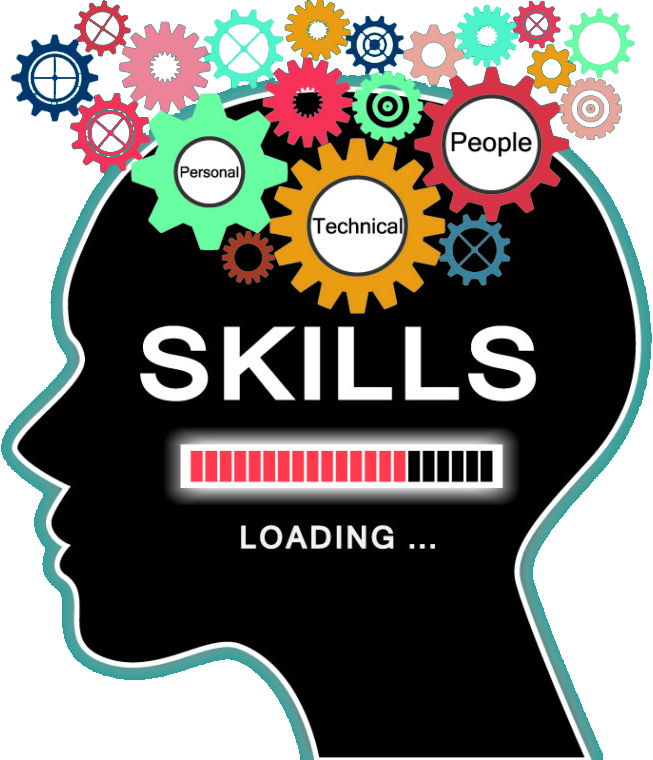 People
Personal
Technical
SKILLS
LOADING ...